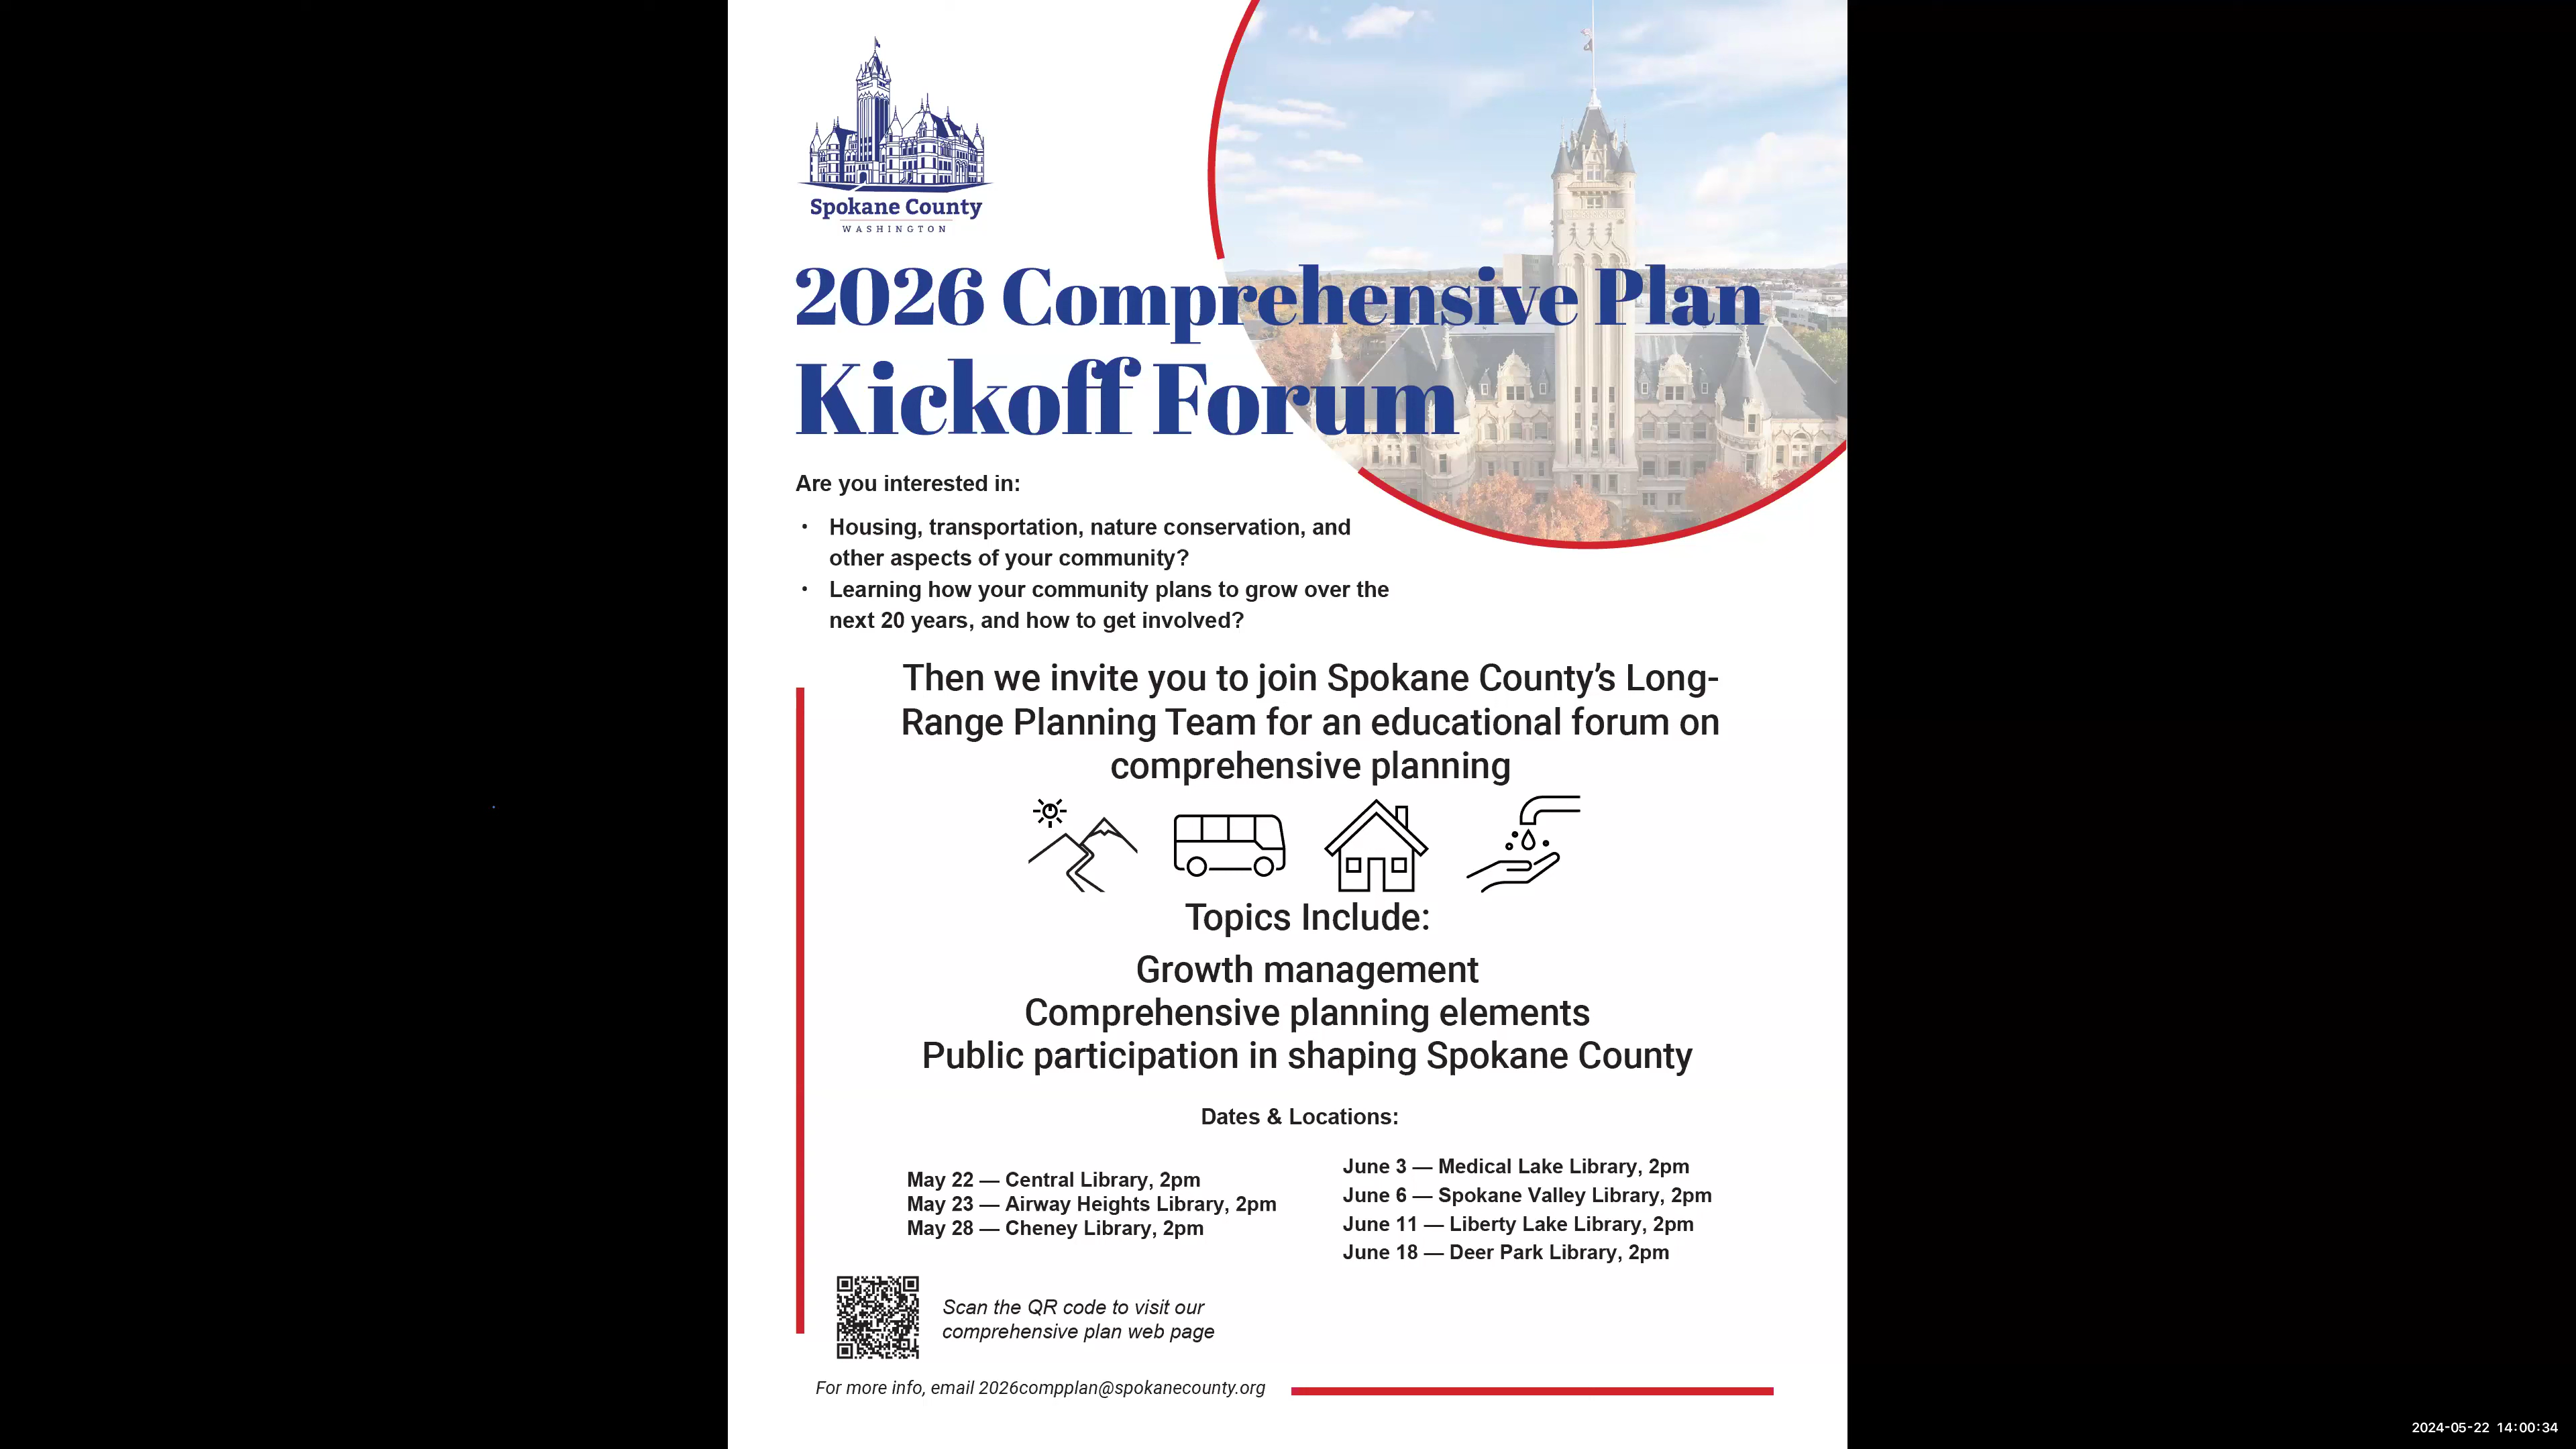 Spokane County
WASHINGTON
2026 Comprehensive Plan
Kickoff Forum
Are you interested in:
• Housing, transportation, nature conservation, and
other aspects of your community?
• Learning how your community plans to grow over the
next 20 years, and how to get involved?
Then we invite you to join Spokane County’s Long-
Range Planning Team for an educational forum on
comprehensive planning
Topics Include:
Growth management
Comprehensive planning elements
Public participation in shaping Spokane County
Dates & Locations:
May 22 — Central Library, 2pm
May 23 — Airway Heights Library, 2pm
May 28 — Cheney Library, 2pm
June 3 — Medical Lake Library, 2pm
June 6 — Spokane Valley Library, 2pm
June 11 — Liberty Lake Library, 2pm
June 18 — Deer Park Library, 2pm
Scan the QR code to visit our
comprehensive plan web page
For more info, email 2026compplan@spokanecounty.org
2024-05-22 14:00:34